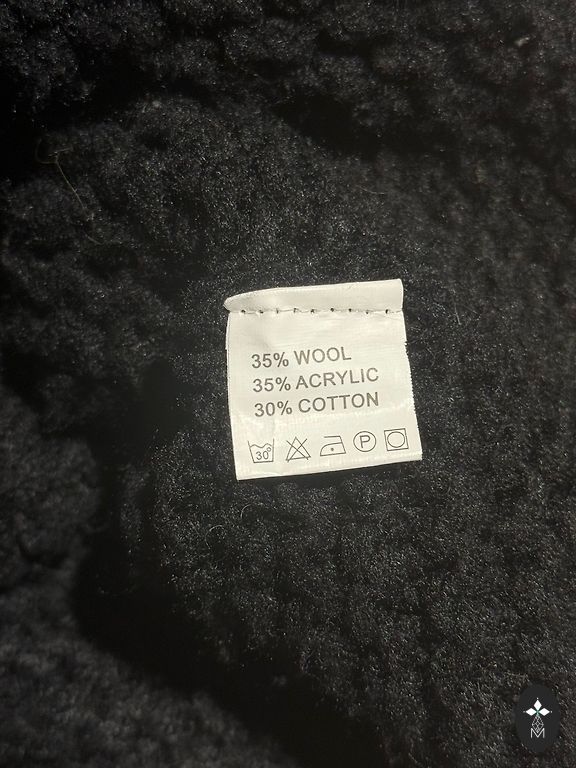 35% WOOL
35% ACRYLIC
30% COTTON
30° P
M